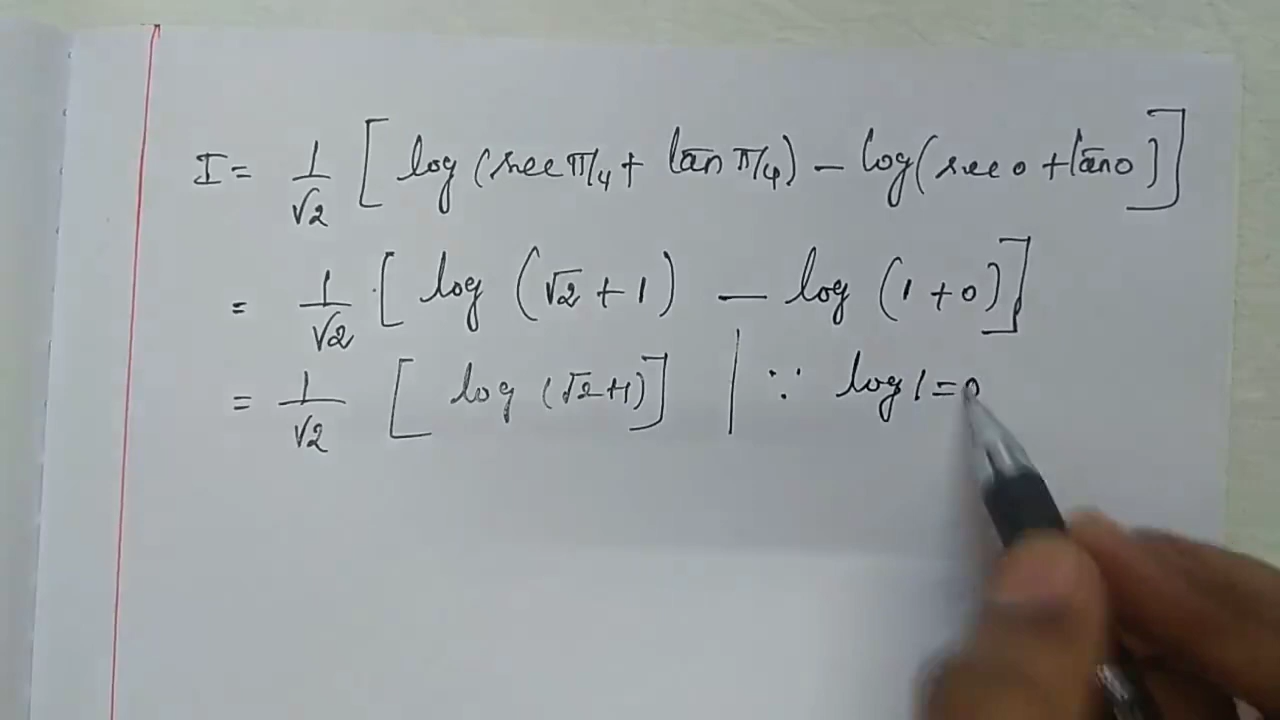 I = 1/√2 [ log (sec π/4 + tan π/4) − log (sec 0 + tan 0 ) ]
= 1/√2 [ log (√2 + 1) − log (1 + 0) ]
= 1/√2 [ log (√2+1) ] | ∵ log 1 = 0